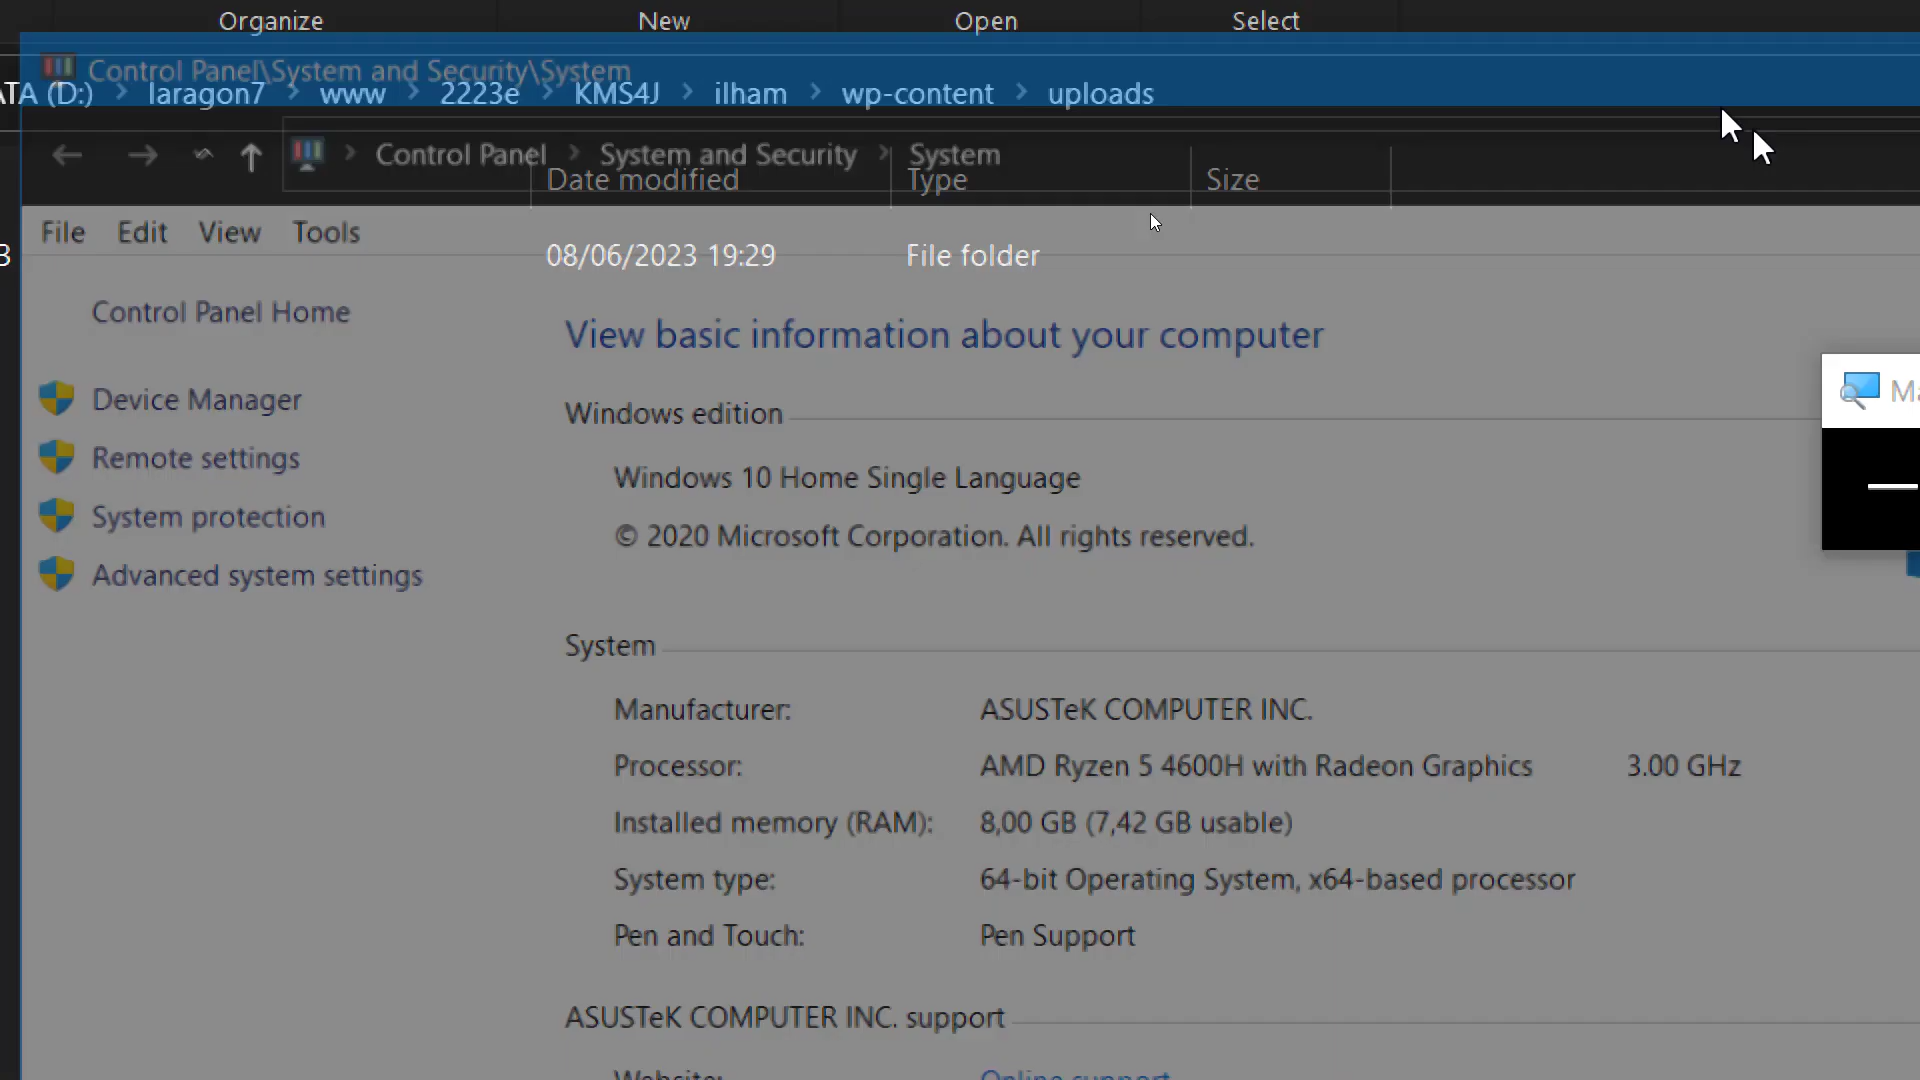 Organize New Open Select
Control Panel\System and Security\System
ATA (D:) > laragon7 > www > 2223e > KMS4J > ilham > wp-content > uploads
Control Panel > System and Security > System
Date modified Type Size
File Edit View Tools
3 08/06/2023 19:29 File folder
Control Panel Home
View basic information about your computer
Device Manager
Windows edition
Remote settings
Windows 10 Home Single Language
System protection
© 2020 Microsoft Corporation. All rights reserved.
Advanced system settings
System
Manufacturer: ASUSTeK COMPUTER INC.
Processor: AMD Ryzen 5 4600H with Radeon Graphics 3.00 GHz
Installed memory (RAM): 8,00 GB (7,42 GB usable)
System type: 64-bit Operating System, x64-based processor
Pen and Touch: Pen Support
ASUSTeK COMPUTER INC. support
Website: Online support